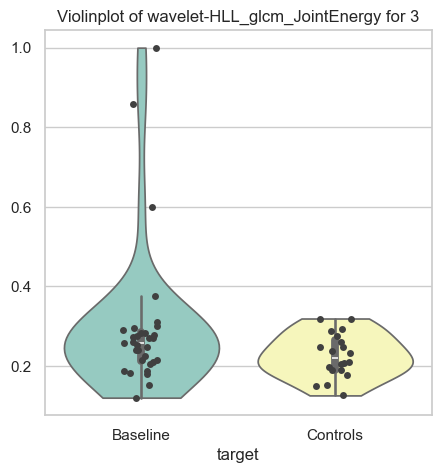 Violinplot of wavelet-HLL_glcm_JointEnergy for 3
1.0
0.8
0.6
0.4
0.2
Baseline Controls
target